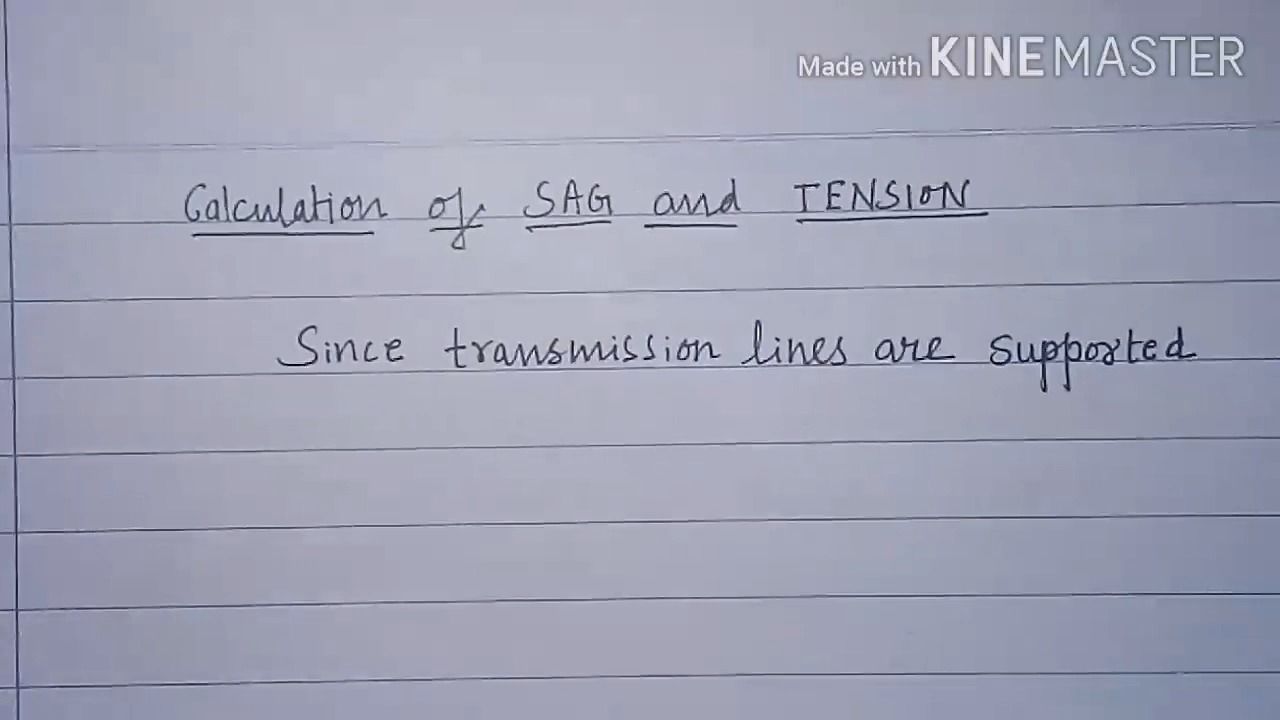 Made with KINEMASTER
Calculation of SAG and TENSION
Since transmission lines are supported